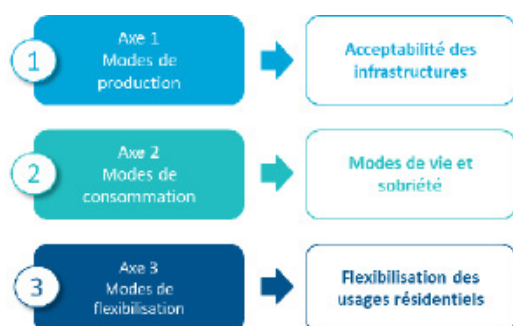 1
Axe 1
Modes de
production
Acceptabilité des
infrastructures
2
Axe 2
Modes de
consommation
Modes de vie et
sobriété
3
Axe 3
Modes de
flexibilisation
Flexibilisation des
usages résidentiels